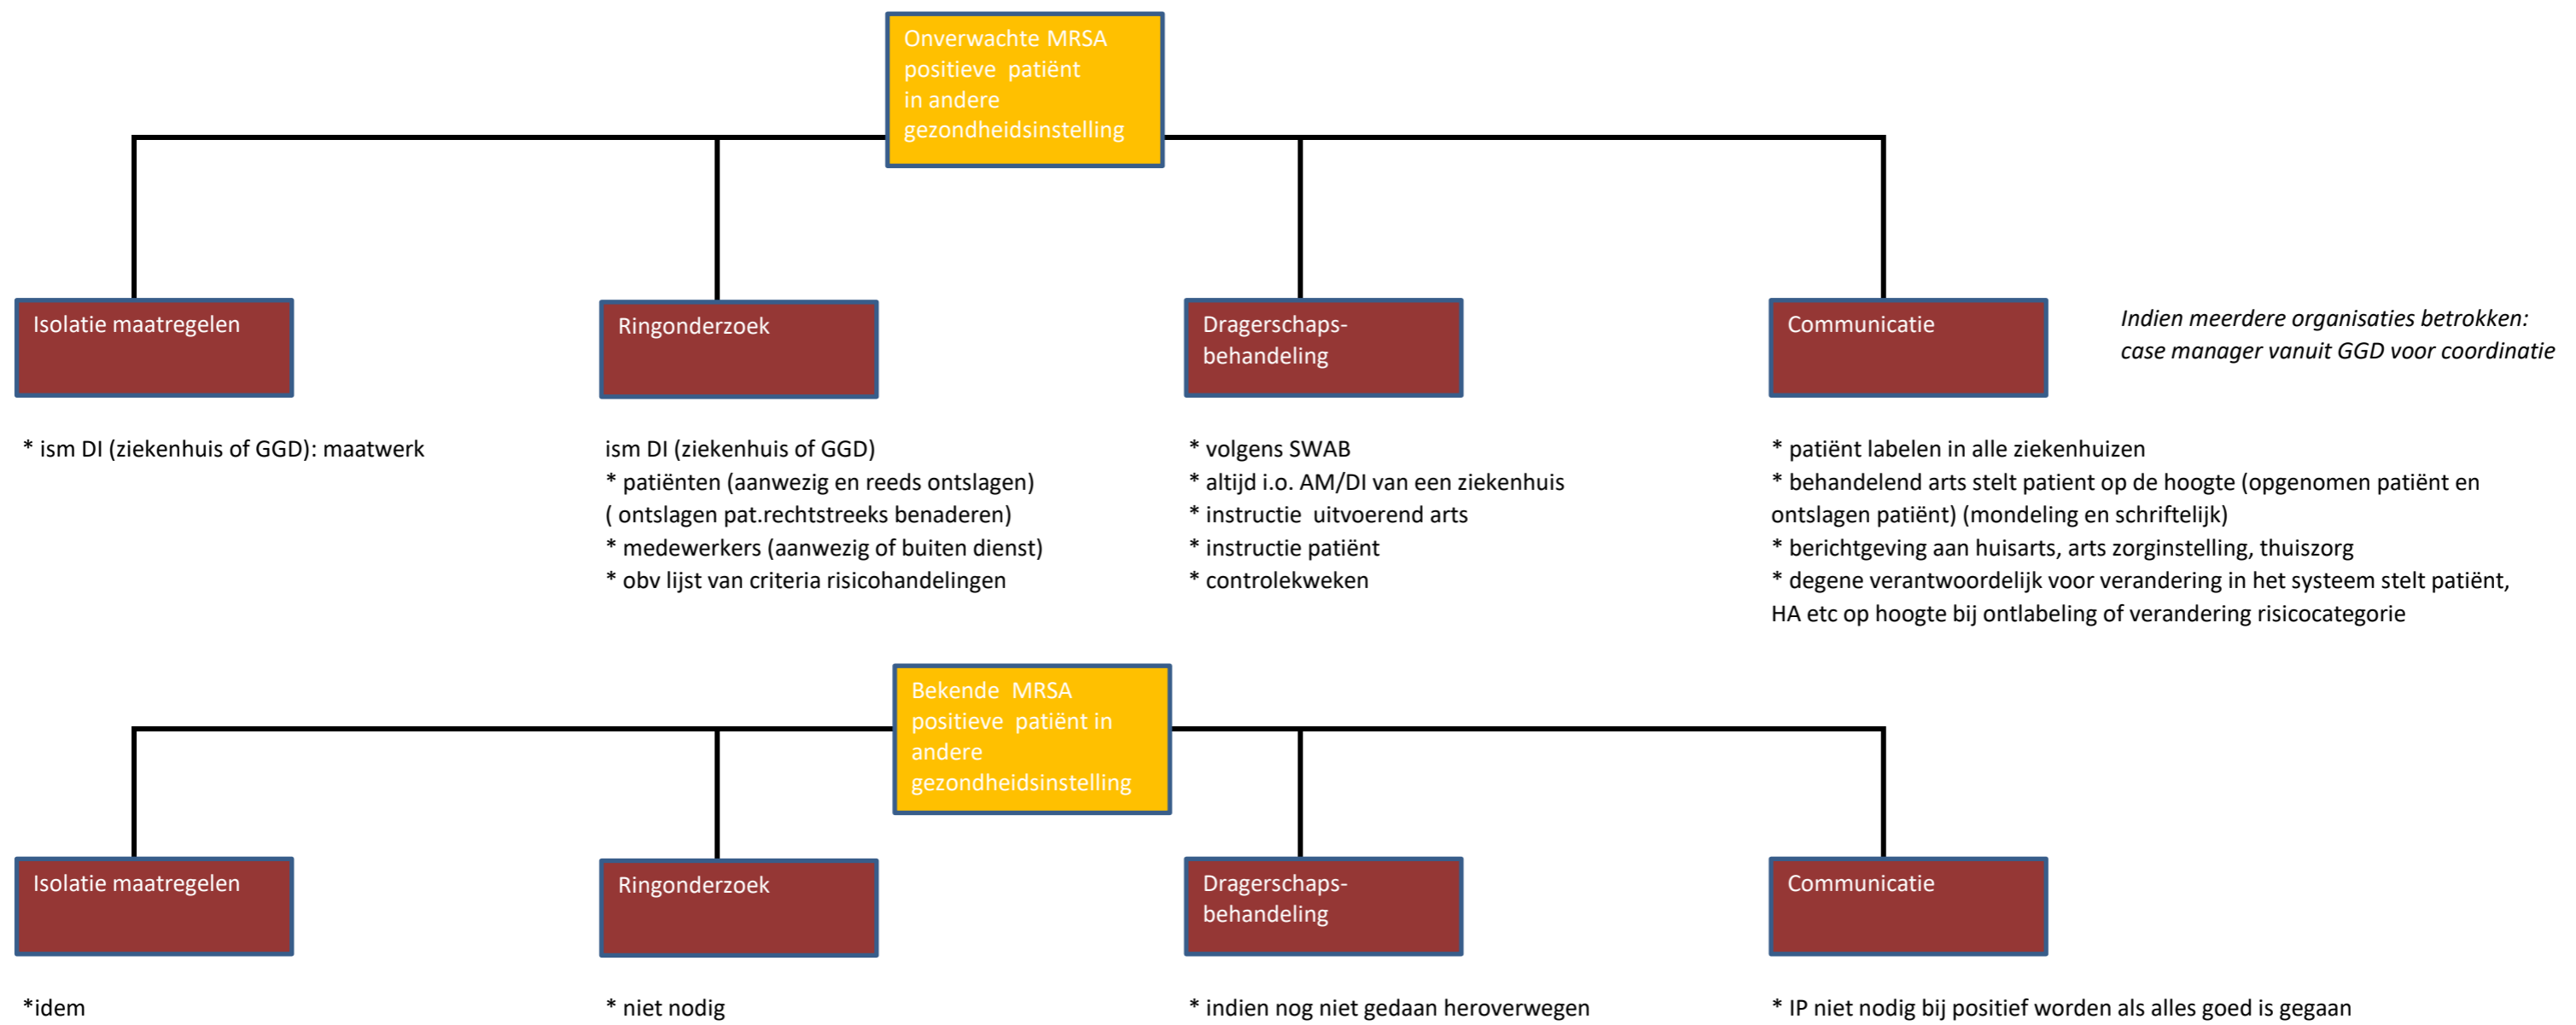 Onverwachte MRSA
positieve patiënt
in andere
gezondheidsinstelling
Isolatie maatregelen
Ringonderzoek
Dragerschaps-
behandeling
Communicatie
Indien meerdere organisaties betrokken:
case manager vanuit GGD voor coordinatie
* ism DI (ziekenhuis of GGD): maatwerk
ism DI (ziekenhuis of GGD)
* patiënten (aanwezig en reeds ontslagen)
( ontslagen pat.rechtstreeks benaderen)
* medewerkers (aanwezig of buiten dienst)
* obv lijst van criteria risicohandelingen
* volgens SWAB
* altijd i.o. AM/DI van een ziekenhuis
* instructie uitvoerend arts
* instructie patiënt
* controlekweken
* patiënt labelen in alle ziekenhuizen
* behandelend arts stelt patient op de hoogte (opgenomen patiënt en
ontslagen patiënt) (mondeling en schriftelijk)
* berichtgeving aan huisarts, arts zorginstelling, thuiszorg
* degene verantwoordelijk voor verandering in het systeem stelt patiënt,
HA etc op hoogte bij ontlabeling of verandering risicocategorie
Bekende MRSA
positieve patiënt in
andere
gezondheidsinstelling
Isolatie maatregelen
Ringonderzoek
Dragerschaps-
behandeling
Communicatie
*idem
* niet nodig
* indien nog niet gedaan heroverwegen
* IP niet nodig bij positief worden als alles goed is gegaan